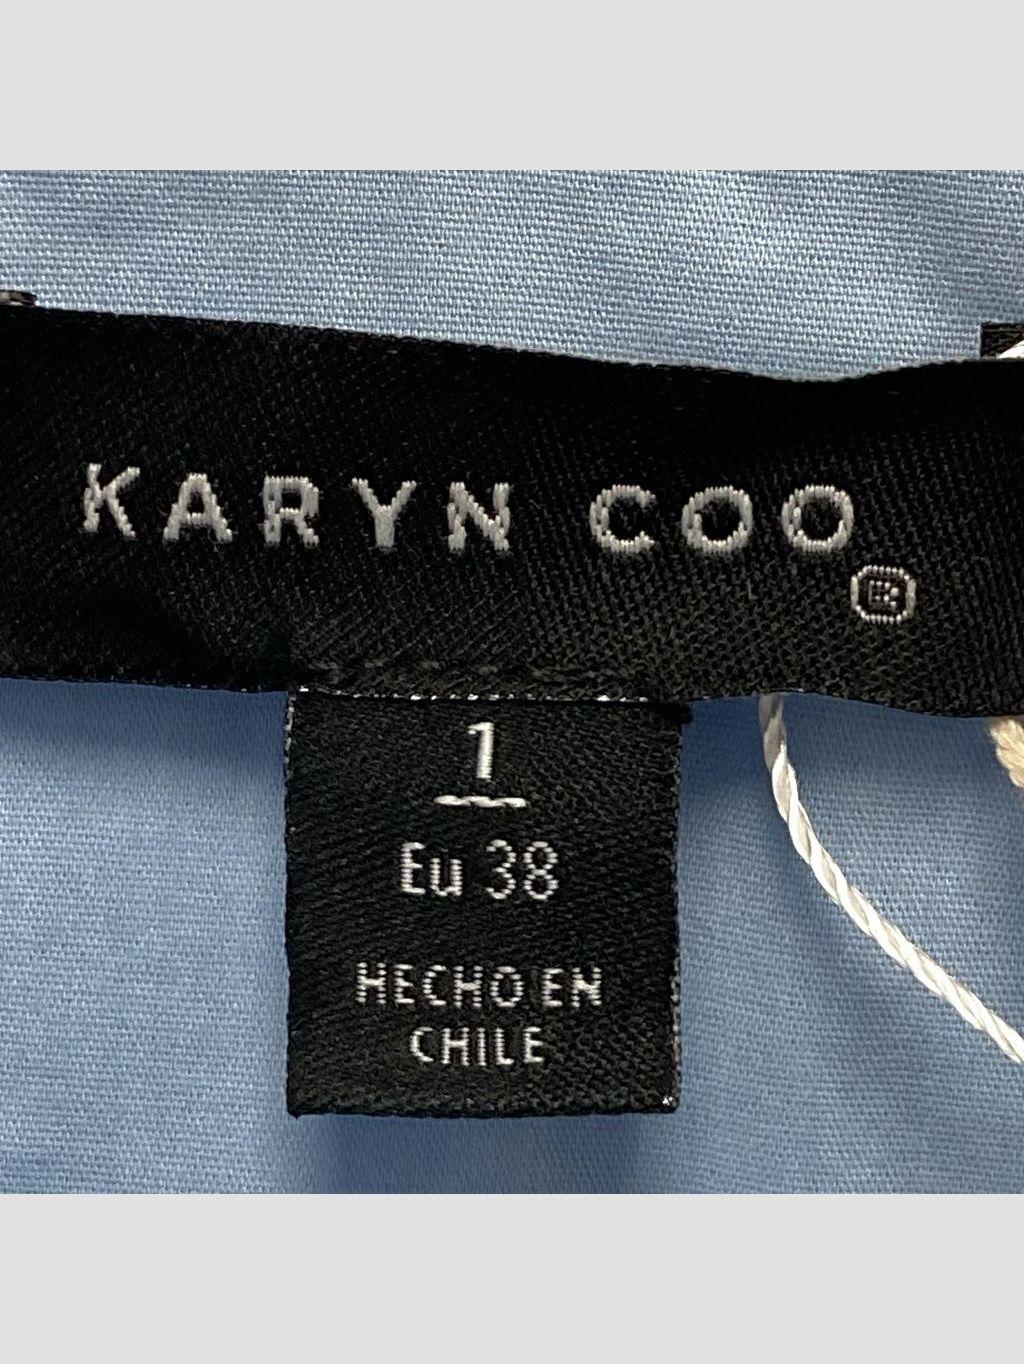 KARYN COO
1
Eu 38
HECHO EN
CHILE